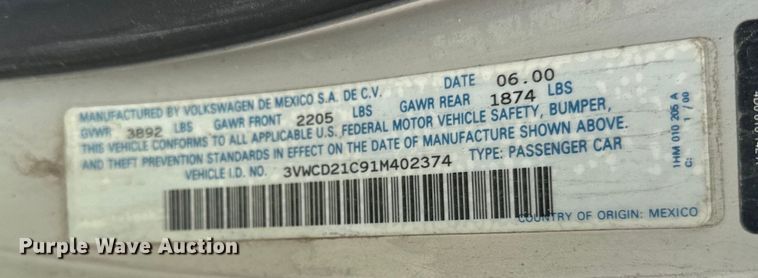 MANUFACTURED BY VOLKSWAGEN DE MEXICO S.A. DE C.V. DATE 06.00
GVWR 3892 LBS GAWR FRONT 2205 LBS GAWR REAR 1874 LBS
THIS VEHICLE CONFORMS TO ALL APPLICABLE U.S. FEDERAL MOTOR VEHICLE SAFETY, BUMPER,
AND THEFT PREVENTION STANDARDS IN EFFECT ON THE DATE OF MANUFACTURE SHOWN ABOVE.
VEHICLE I.D. NO. 3VWCD21C91M402374 TYPE: PASSENGER CAR
COUNTRY OF ORIGIN: MEXICO
1HM 010 205 A
C: 1/00
Purple Wave Auction